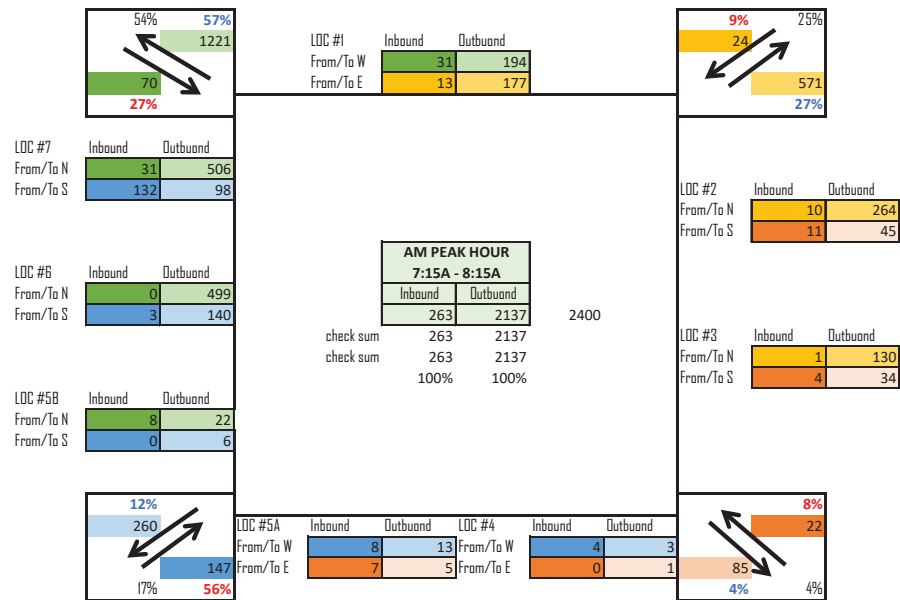 54% 57%
1221
70
27%
9% 25%
24
571
27%
LOC #1 Inbound Outbuond
From/To W 31 194
From/To E 13 177
LOC #7 Inbound Outbuond
From/To N 31 506
From/To S 132 98
LOC #2 Inbound Outbuond
From/To N 10 264
From/To S 11 45
AM PEAK HOUR
7:15A - 8:15A
Inbound Outbuond
263 2137 2400
check sum 263 2137
check sum 263 2137
100% 100%
LOC #6 Inbound Outbuond
From/To N 0 499
From/To S 3 140
LOC #3 Inbound Outbuond
From/To N 1 130
From/To S 4 34
LOC #5B Inbound Outbuond
From/To N 8 22
From/To S 0 6
12%
260
147
17% 56%
LOC #5A Inbound Outbuond
From/To W 8 13
From/To E 7 5
LOC #4 Inbound Outbuond
From/To W 4 3
From/To E 0 1
8%
22
85
4% 4%